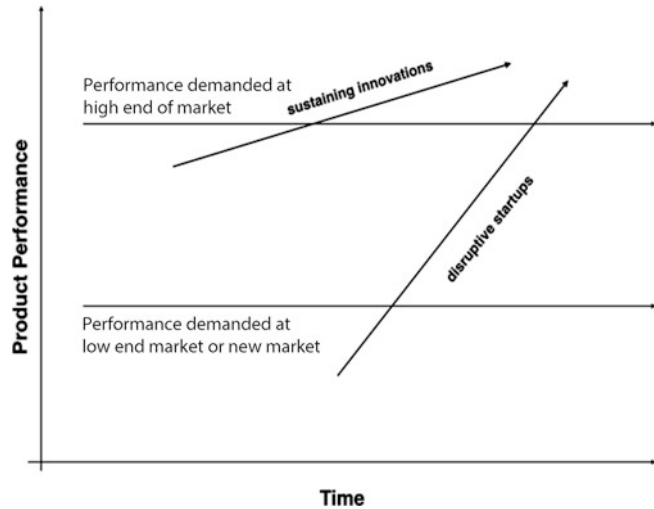 Performance demanded at
high end of market
sustaining innovations
Product Performance
disruptive startups
Performance demanded at
low end market or new market
Time